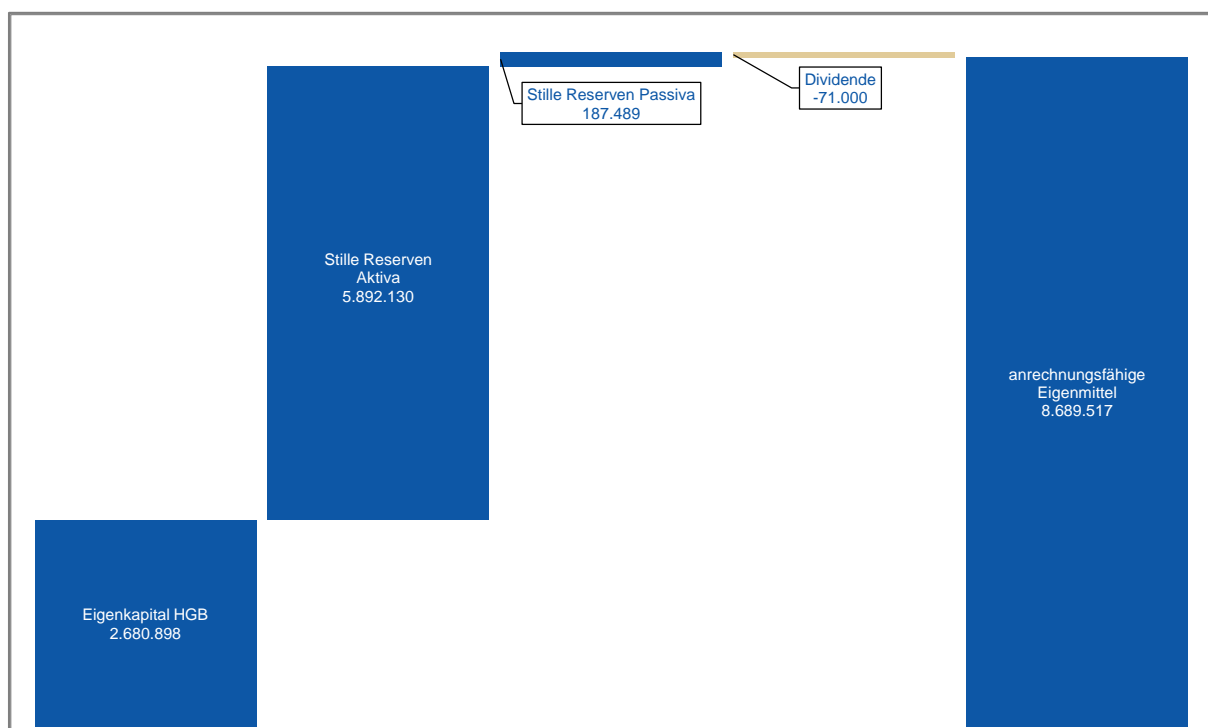 Stille Reserven Passiva
187.489
Dividende
-71.000
Stille Reserven
Aktiva
5.892.130
anrechnungsfähige
Eigenmittel
8.689.517
Eigenkapital HGB
2.680.898